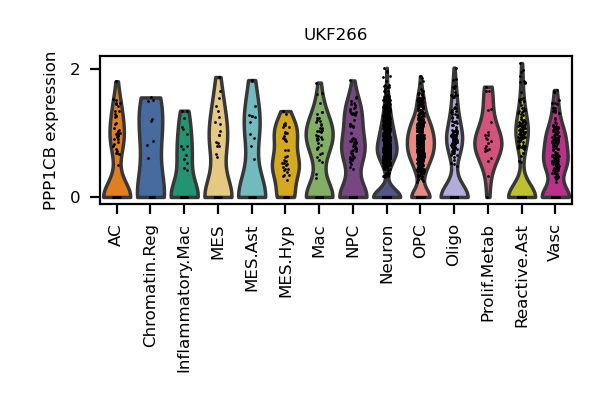 UKF266
PPP1CB expression
2
0
AC
Chromatin.Reg
Inflammatory.Mac
MES
MES.Ast
MES.Hyp
Mac
NPC
Neuron
OPC
Oligo
Prolif.Metab
Reactive.Ast
Vasc